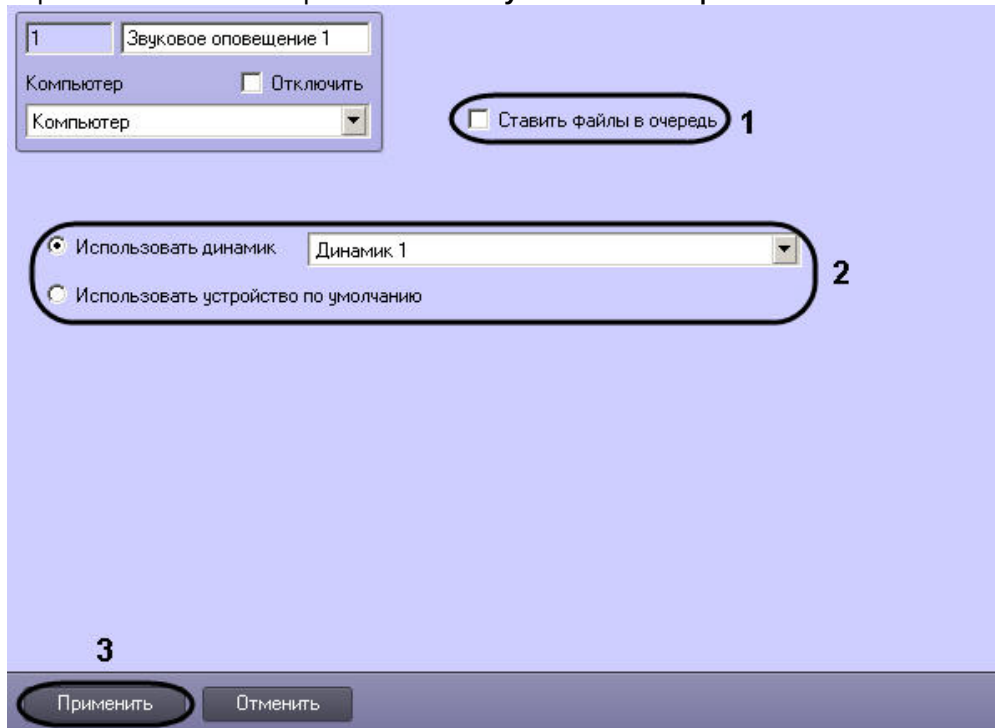 1 Звуковое оповещение 1
Компьютер Отключить
Компьютер
Ставить файлы в очередь 1
Использовать динамик Динамик 1
2
Использовать устройство по умолчанию
3
Применить Отменить